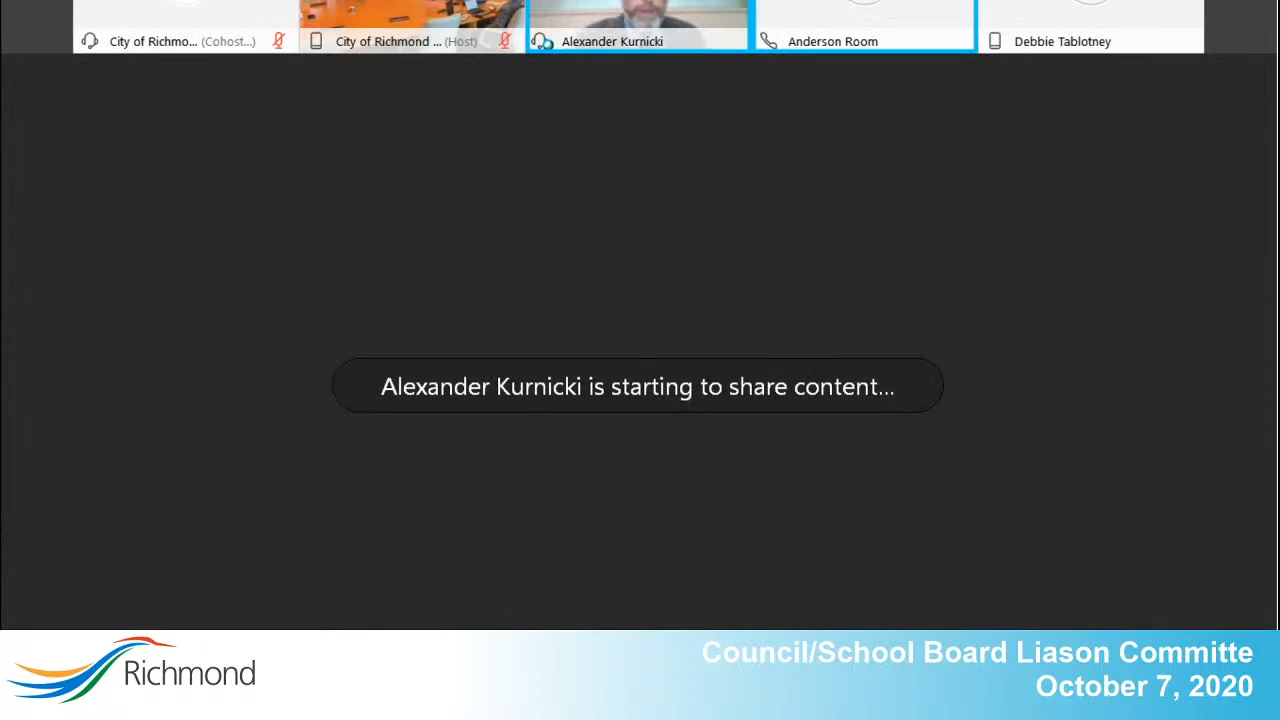 City of Richmo... (Cohost...)
City of Richmond ... (Host)
Alexander Kurnicki
Anderson Room
Debbie Tablotney
Alexander Kurnicki is starting to share content...
Richmond
Council/School Board Liason Committe
October 7, 2020